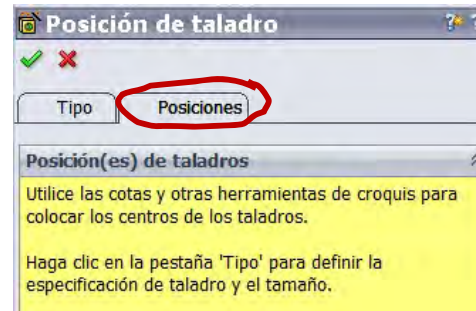 Posición de taladro
Tipo
Posiciones
Posición(es) de taladros
Utilice las cotas y otras herramientas de croquis para
colocar los centros de los taladros.
Haga clic en la pestaña 'Tipo' para definir la
especificación de taladro y el tamaño.